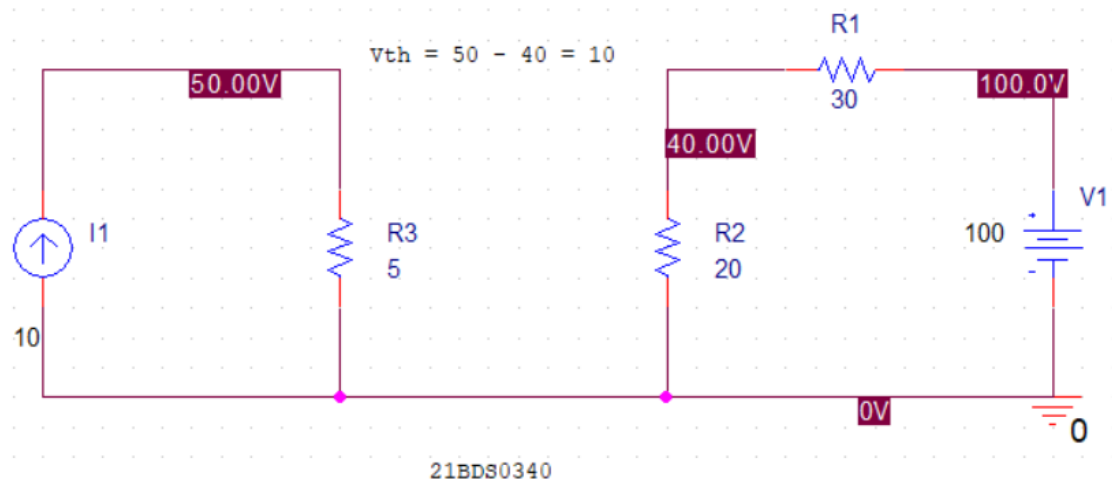 R1
Vth = 50 - 40 = 10
50.00V
30
100.0V
40.00V
I1
R3
5
R2
20
100
+
-
V1
10
0V
0
21BDS0340